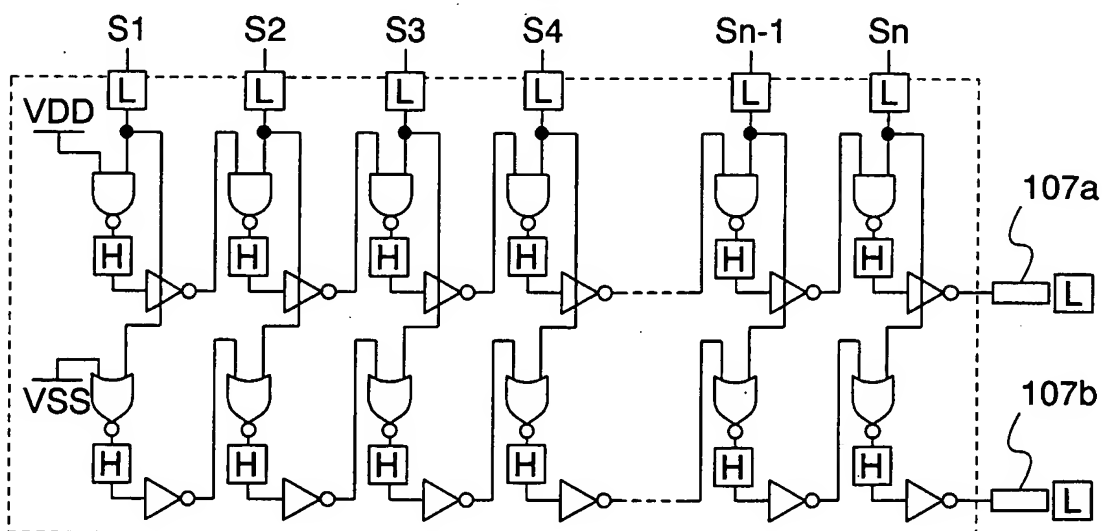 S1 S2 S3 S4 Sn-1 Sn
L L L L L L
VDD
107a
H H H H H H
L
VSS
107b
H H H H H H
L